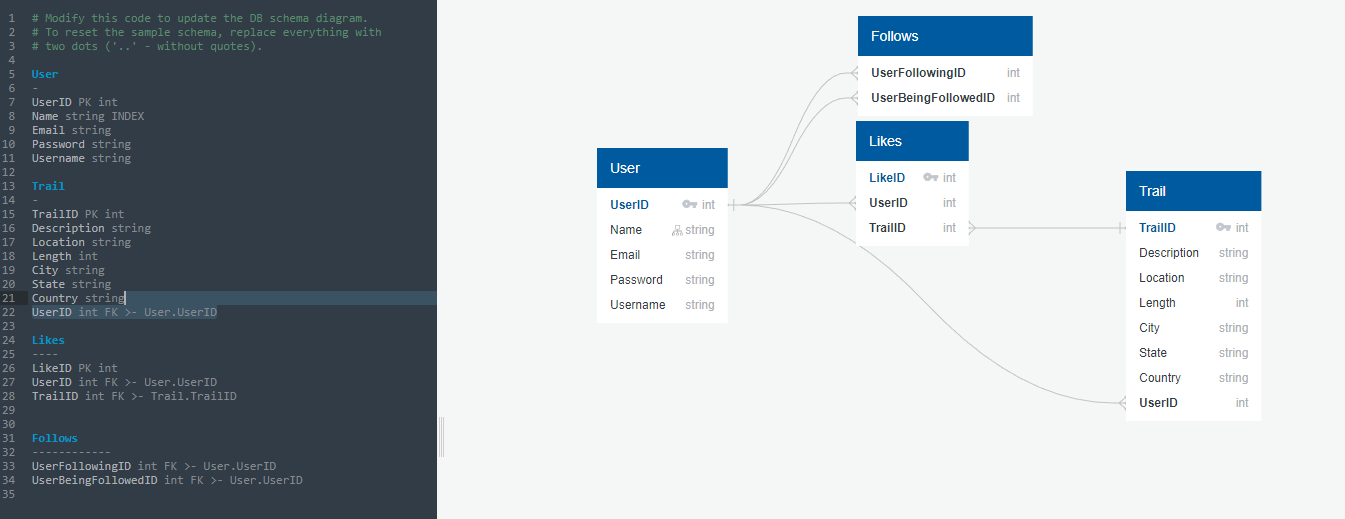 1 # Modify this code to update the DB schema diagram.
2 # To reset the sample schema, replace everything with
3 # two dots ('..' - without quotes).
4
5 User
6 -
7 UserID PK int
8 Name string INDEX
9 Email string
10 Password string
11 Username string
12
13 Trail
14 -
15 TrailID PK int
16 Description string
17 Location string
18 Length int
19 City string
20 State string
21 Country string
22 UserID int FK >- User.UserID
23
24 Likes
25 ----
26 LikeID PK int
27 UserID int FK >- User.UserID
28 TrailID int FK >- Trail.TrailID
29
30
31 Follows
32 ------------
33 UserFollowingID int FK >- User.UserID
34 UserBeingFollowedID int FK >- User.UserID
35
User
UserID int
Name string
Email string
Password string
Username string
Follows
UserFollowingID int
UserBeingFollowedID int
Likes
LikeID int
UserID int
TrailID int
Trail
TrailID int
Description string
Location string
Length int
City string
State string
Country string
UserID int